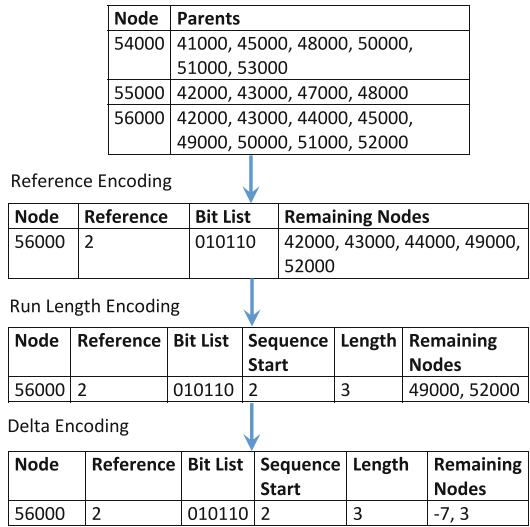 Node Parents
54000 41000, 45000, 48000, 50000,
51000, 53000
55000 42000, 43000, 47000, 48000
56000 42000, 43000, 44000, 45000,
49000, 50000, 51000, 52000
Reference Encoding
Node Reference Bit List Remaining Nodes
56000 2 010110 42000, 43000, 44000, 49000,
52000
Run Length Encoding
Node Reference Bit List Sequence Length Remaining
Start Nodes
56000 2 010110 2 3 49000, 52000
Delta Encoding
Node Reference Bit List Sequence Length Remaining
Start Nodes
56000 2 010110 2 3 -7, 3